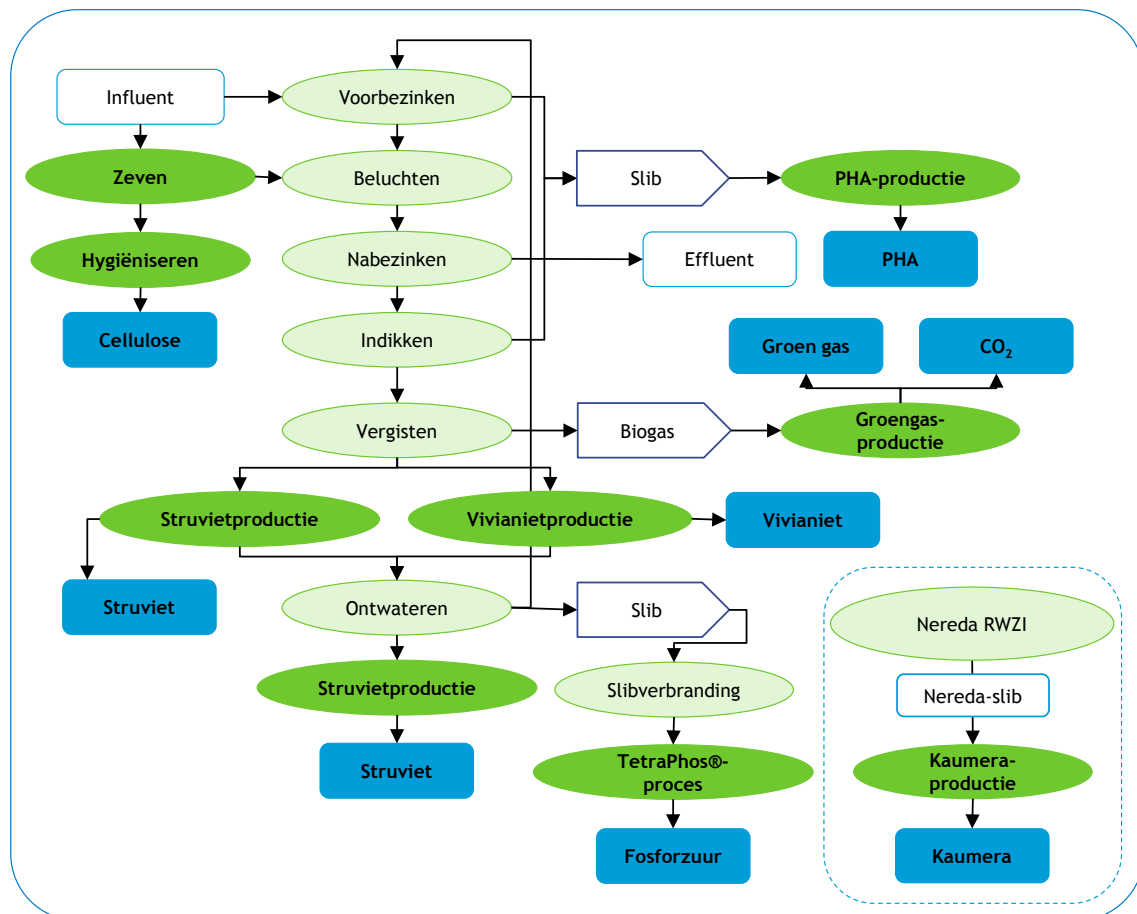 Influent
Voorbezinken
Zeven
Beluchten
Slib
PHA-productie
Hygiëniseren
Nabezinken
Effluent
PHA
Cellulose
Indikken
Groen gas
CO₂
Vergisten
Biogas
Groengas-
productie
Struvietproductie
Vivianietproductie
Vivianiet
Struviet
Ontwateren
Slib
Nereda RWZI
Struvietproductie
Slibverbranding
Nereda-slib
Struviet
TetraPhos®-
proces
Kaumera-
productie
Fosforzuur
Kaumera